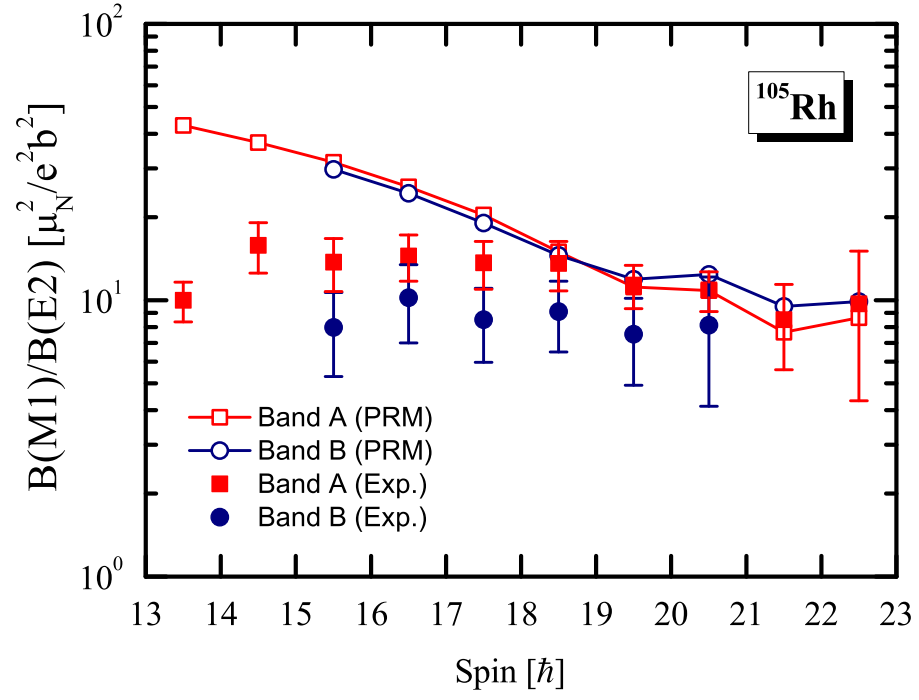 10²
¹⁰⁵Rh
B(M1)/B(E2) [μ_N²/e²b²]
10¹
Band A (PRM)
Band B (PRM)
Band A (Exp.)
Band B (Exp.)
10⁰
13 14 15 16 17 18 19 20 21 22 23
Spin [ℏ]